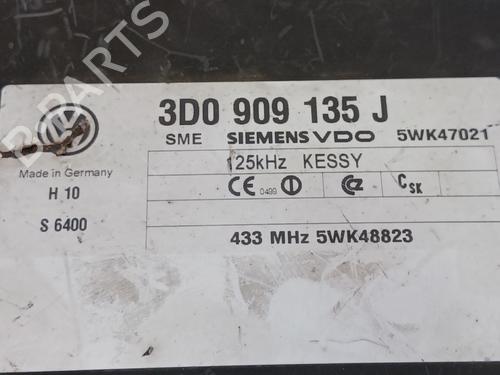 3D0 909 135 J
SME SIEMENS VDO 5WK47021
Made in Germany
125kHz KESSY
H 10
CE 0499 C SK
S 6400
433 MHz 5WK48823
B-PARTS